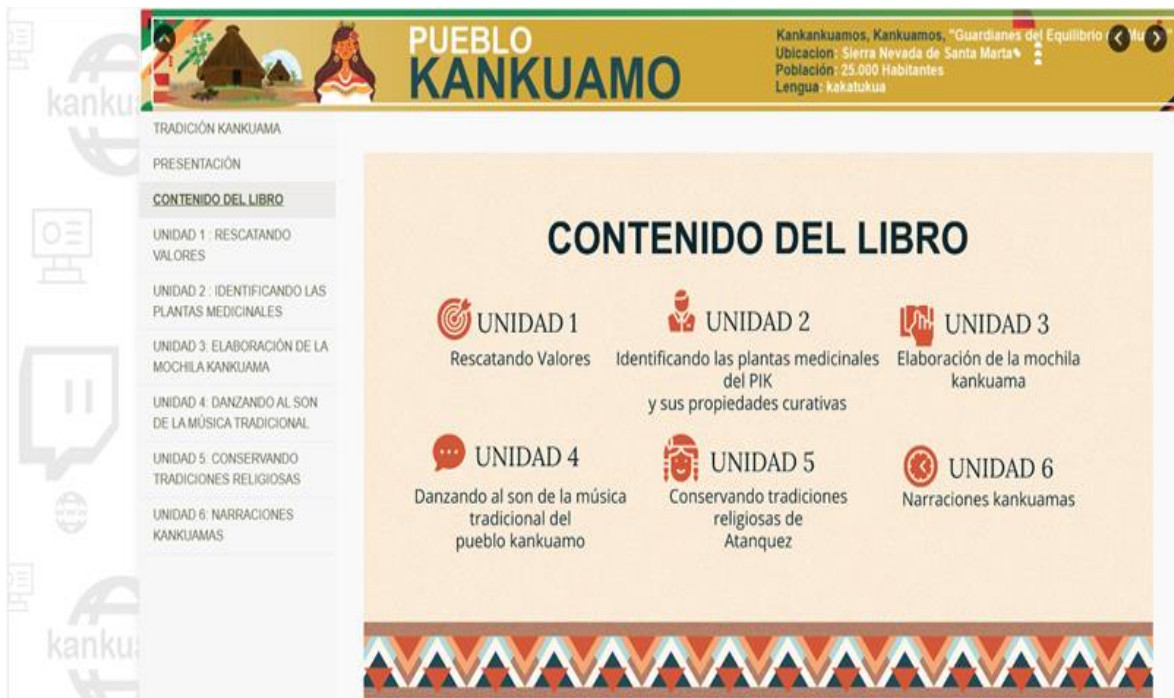 PUEBLO
KANKUAMO
Kankankuamos, Kankuamos, "Guardianes del Equilibrio
Ubicacion: Sierra Nevada de Santa Marta
Población: 25.000 Habitantes
Lengua: kakatukua
TRADICIÓN KANKUAMA
PRESENTACIÓN
CONTENIDO DEL LIBRO
UNIDAD 1 : RESCATANDO
VALORES
UNIDAD 2 : IDENTIFICANDO LAS
PLANTAS MEDICINALES
UNIDAD 3: ELABORACIÓN DE LA
MOCHILA KANKUAMA
UNIDAD 4: DANZANDO AL SON
DE LA MÚSICA TRADICIONAL
UNIDAD 5: CONSERVANDO
TRADICIONES RELIGIOSAS
UNIDAD 6: NARRACIONES
KANKUAMAS
CONTENIDO DEL LIBRO
UNIDAD 1
Rescatando Valores
UNIDAD 2
Identificando las plantas medicinales
del PIK
y sus propiedades curativas
UNIDAD 3
Elaboración de la mochila
kankuama
UNIDAD 4
Danzando al son de la música
tradicional del
pueblo kankuamo
UNIDAD 5
Conservando tradiciones
religiosas de
Atanquez
UNIDAD 6
Narraciones kankuamas